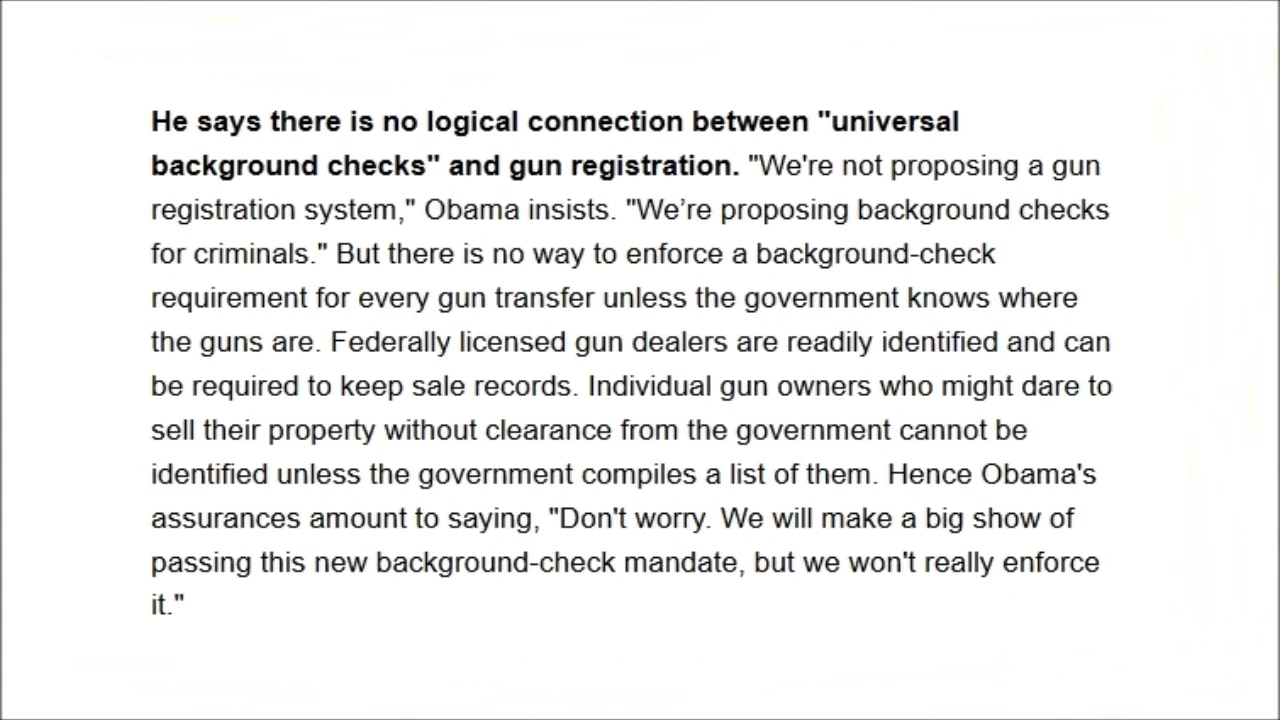 He says there is no logical connection between "universal
background checks" and gun registration. "We're not proposing a gun
registration system," Obama insists. "We’re proposing background checks
for criminals." But there is no way to enforce a background-check
requirement for every gun transfer unless the government knows where
the guns are. Federally licensed gun dealers are readily identified and can
be required to keep sale records. Individual gun owners who might dare to
sell their property without clearance from the government cannot be
identified unless the government compiles a list of them. Hence Obama's
assurances amount to saying, "Don't worry. We will make a big show of
passing this new background-check mandate, but we won't really enforce
it."